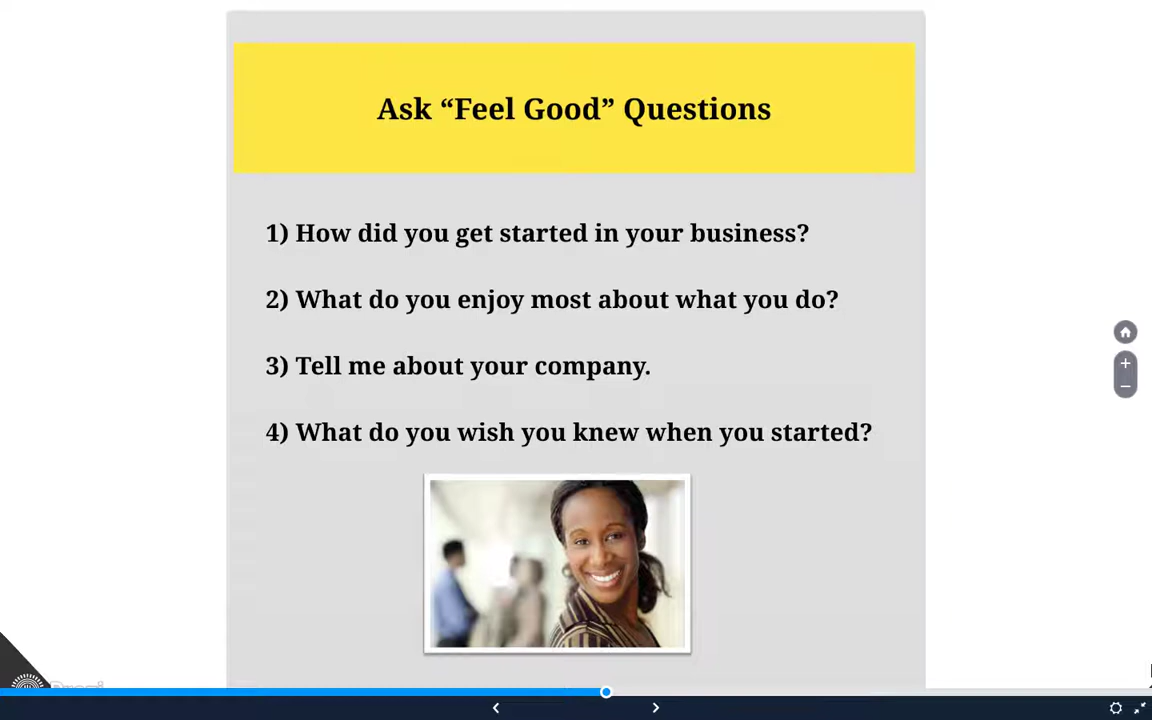 Ask “Feel Good” Questions
1) How did you get started in your business?
2) What do you enjoy most about what you do?
3) Tell me about your company.
4) What do you wish you knew when you started?